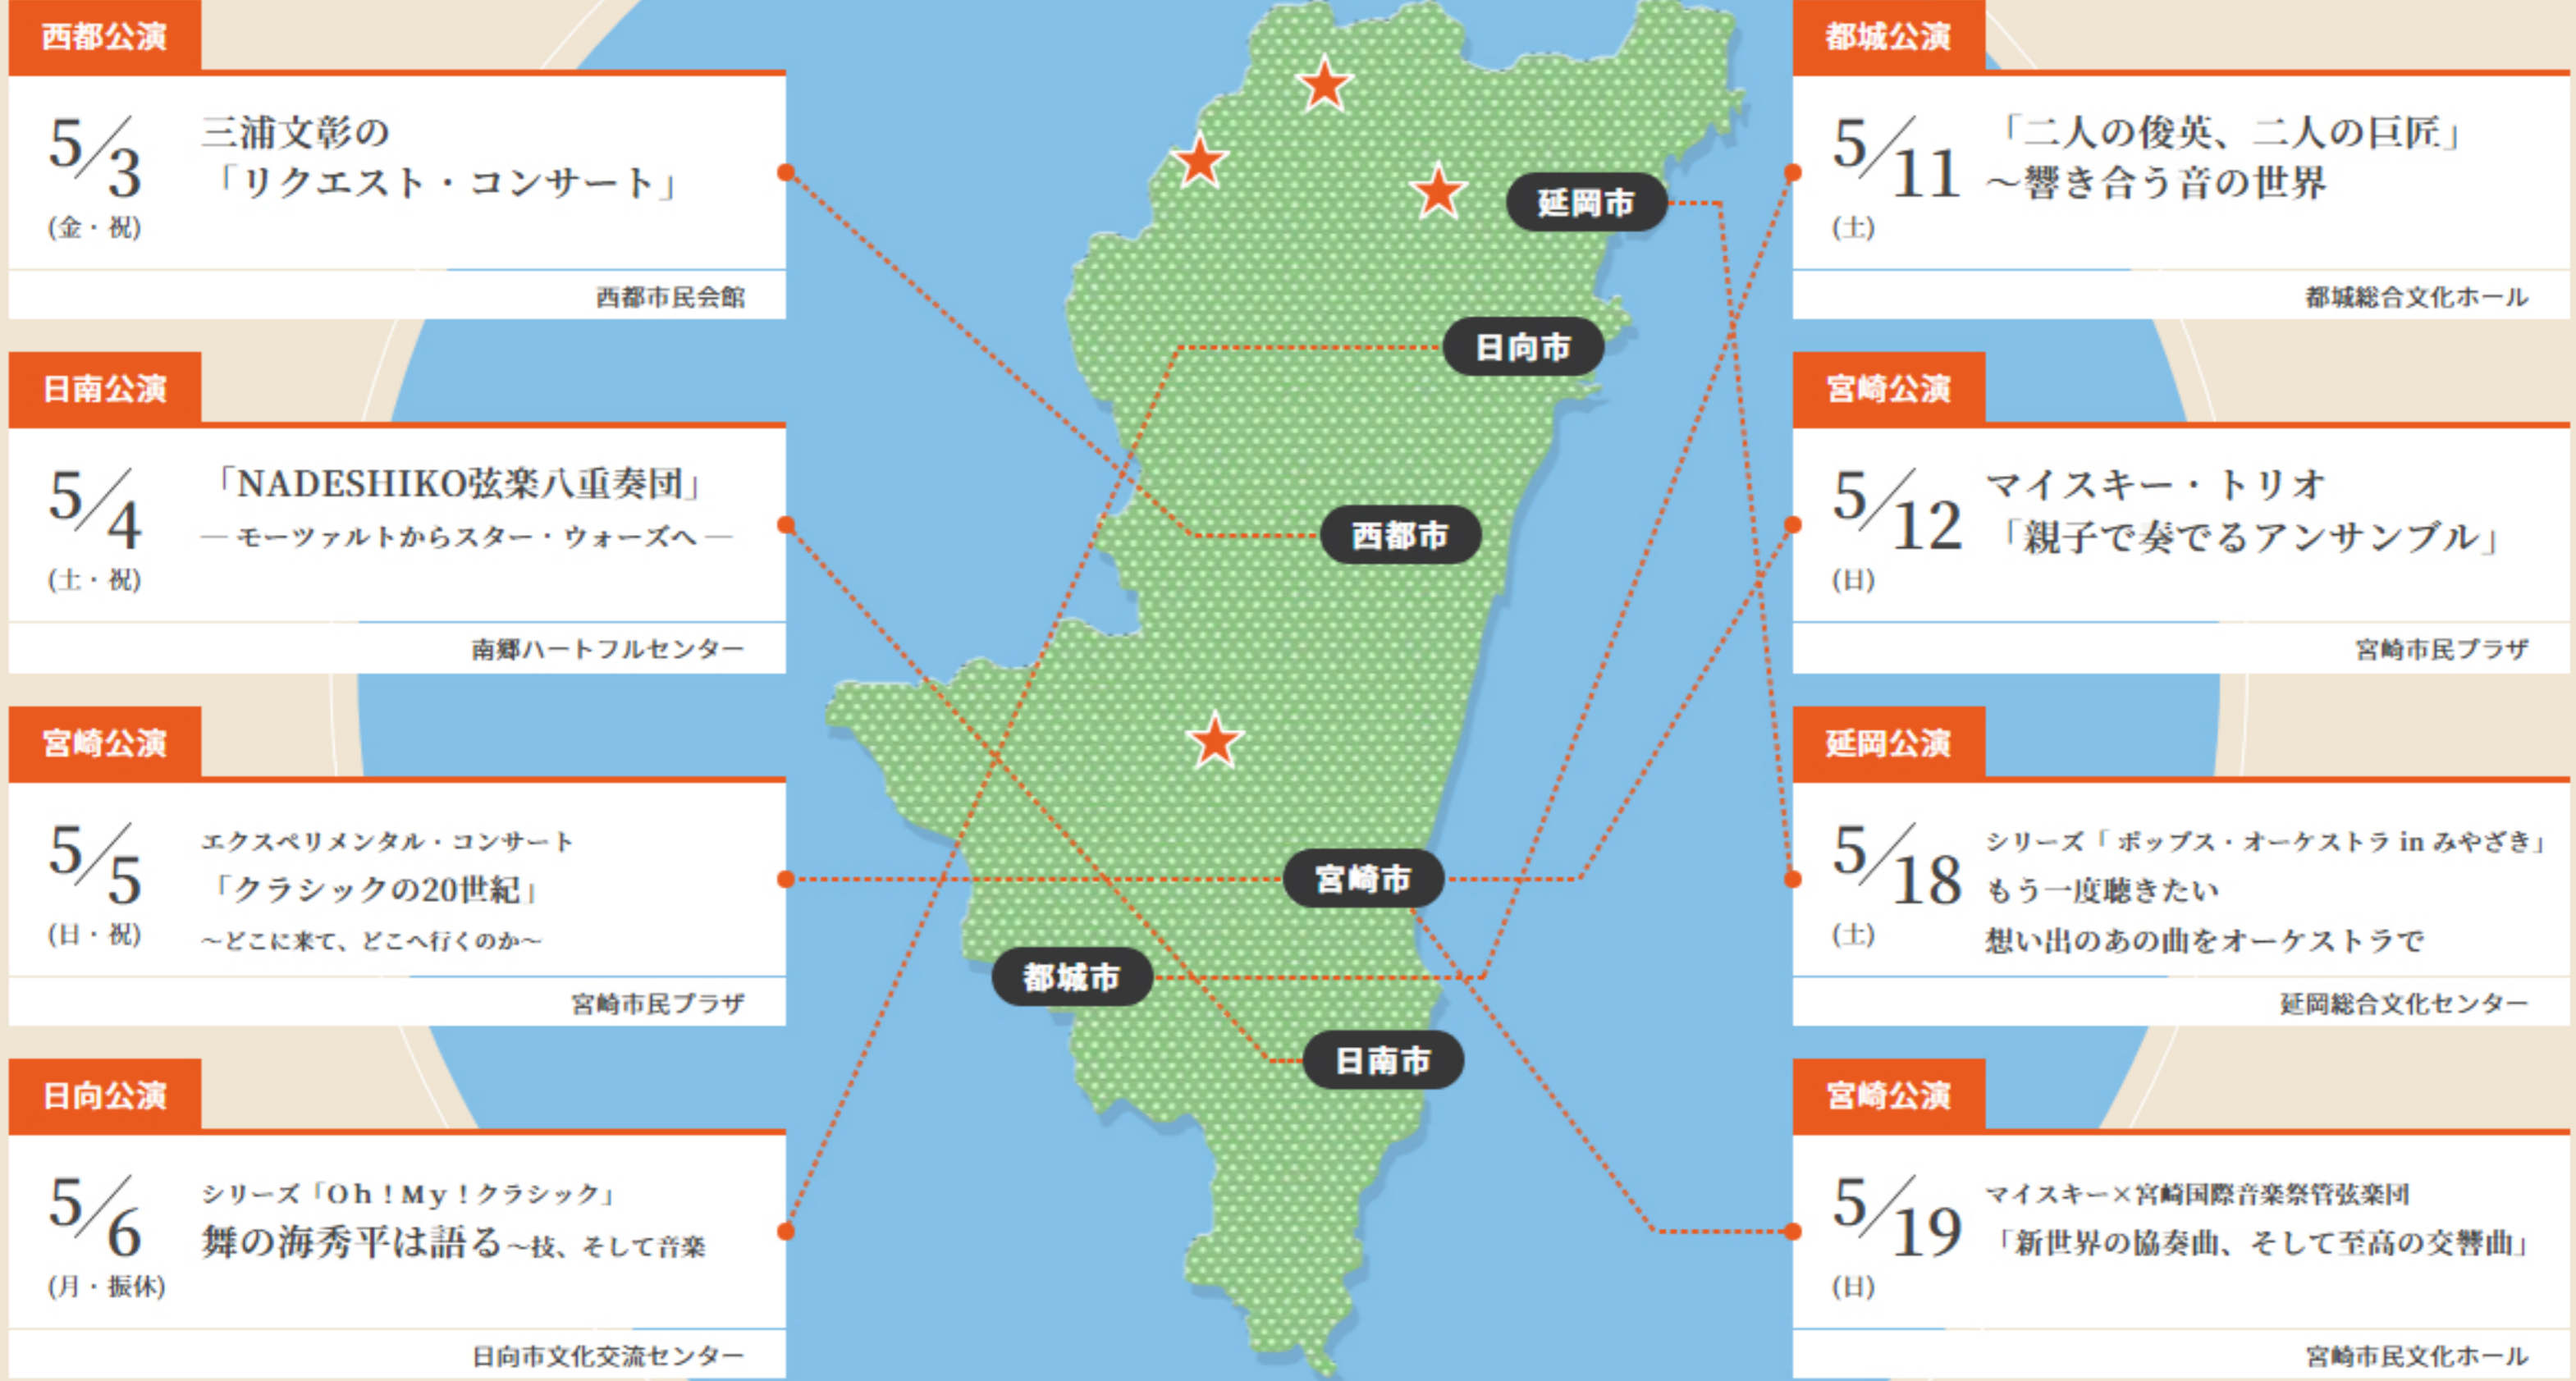 西都公演
5/3
(金・祝)
三浦文彰の
「リクエスト・コンサート」
西都市民会館
日南公演
5/4
(土・祝)
「NADESHIKO弦楽八重奏団」
― モーツァルトからスター・ウォーズへ ―
南郷ハートフルセンター
宮崎公演
5/5
(日・祝)
エクスペリメンタル・コンサート
「クラシックの20世紀」
～どこに来て、どこへ行くのか～
宮崎市民プラザ
日向公演
5/6
(月・振休)
シリーズ「Oh！My！クラシック」
舞の海秀平は語る～技、そして音楽
日向市文化交流センター
延岡市
日向市
西都市
宮崎市
都城市
日南市
都城公演
5/11
(土)
「二人の俊英、二人の巨匠」
～響き合う音の世界
都城総合文化ホール
宮崎公演
5/12
(日)
マイスキー・トリオ
「親子で奏でるアンサンブル」
宮崎市民プラザ
延岡公演
5/18
(土)
シリーズ「 ポップス・オーケストラ in みやざき」
もう一度聴きたい
想い出のあの曲をオーケストラで
延岡総合文化センター
宮崎公演
5/19
(日)
マイスキー×宮崎国際音楽祭管弦楽団
「新世界の協奏曲、そして至高の交響曲」
宮崎市民文化ホール